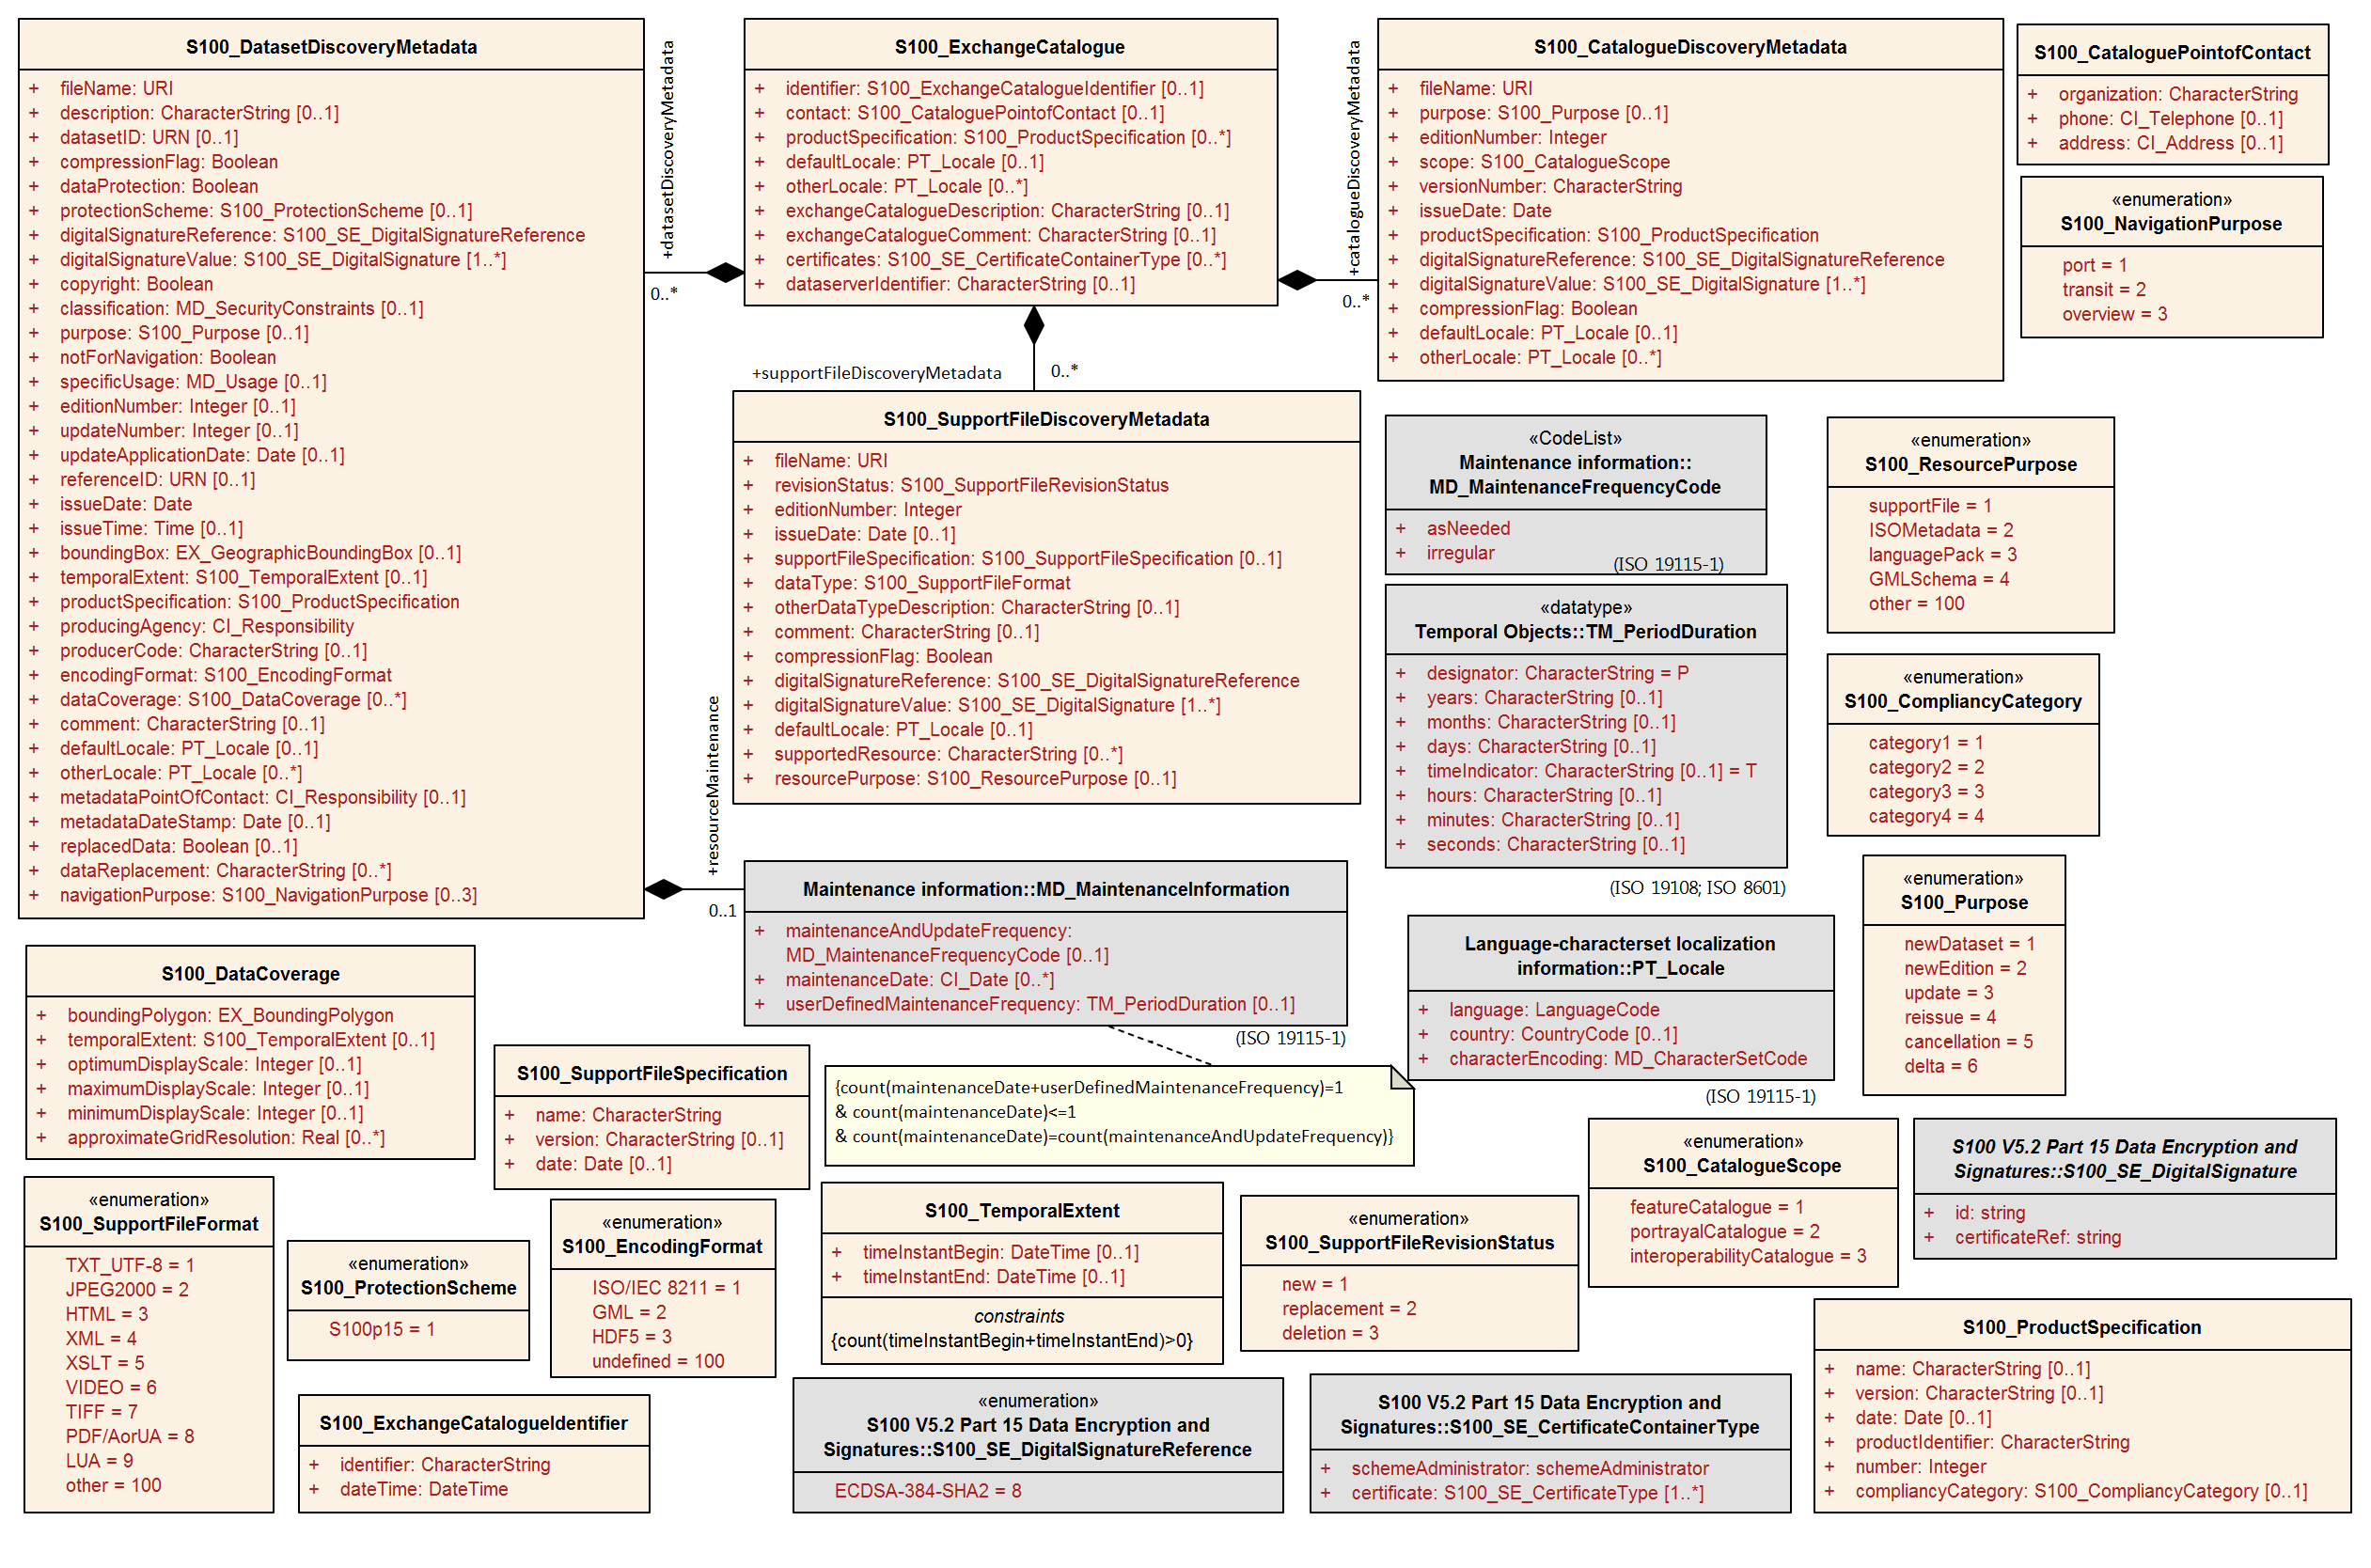 S100_DatasetDiscoveryMetadata
+ fileName: URI
+ description: CharacterString [0..1]
+ datasetID: URN [0..1]
+ compressionFlag: Boolean
+ dataProtection: Boolean
+ protectionScheme: S100_ProtectionScheme [0..1]
+ digitalSignatureReference: S100_SE_DigitalSignatureReference
+ digitalSignatureValue: S100_SE_DigitalSignature [1..*]
+ copyright: Boolean
+ classification: MD_SecurityConstraints [0..1]
+ purpose: S100_Purpose [0..1]
+ notForNavigation: Boolean
+ specificUsage: MD_Usage [0..1]
+ editionNumber: Integer [0..1]
+ updateNumber: Integer [0..1]
+ updateApplicationDate: Date [0..1]
+ referenceID: URN [0..1]
+ issueDate: Date
+ issueTime: Time [0..1]
+ boundingBox: EX_GeographicBoundingBox [0..1]
+ temporalExtent: S100_TemporalExtent [0..1]
+ productSpecification: S100_ProductSpecification
+ producingAgency: CI_Responsibility
+ producerCode: CharacterString [0..1]
+ encodingFormat: S100_EncodingFormat
+ dataCoverage: S100_DataCoverage [0..*]
+ comment: CharacterString [0..1]
+ defaultLocale: PT_Locale [0..1]
+ otherLocale: PT_Locale [0..*]
+ metadataPointOfContact: CI_Responsibility [0..1]
+ metadataDateStamp: Date [0..1]
+ replacedData: Boolean [0..1]
+ dataReplacement: CharacterString [0..*]
+ navigationPurpose: S100_NavigationPurpose [0..3]
+datasetDiscoveryMetadata
0..*
S100_ExchangeCatalogue
+ identifier: S100_ExchangeCatalogueIdentifier [0..1]
+ contact: S100_CataloguePointofContact [0..1]
+ productSpecification: S100_ProductSpecification [0..*]
+ defaultLocale: PT_Locale [0..1]
+ otherLocale: PT_Locale [0..*]
+ exchangeCatalogueDescription: CharacterString [0..1]
+ exchangeCatalogueComment: CharacterString [0..1]
+ certificates: S100_SE_CertificateContainerType [0..*]
+ dataserverIdentifier: CharacterString [0..1]
+catalogueDiscoveryMetadata
0..*
S100_CatalogueDiscoveryMetadata
+ fileName: URI
+ purpose: S100_Purpose [0..1]
+ editionNumber: Integer
+ scope: S100_CatalogueScope
+ versionNumber: CharacterString
+ issueDate: Date
+ productSpecification: S100_ProductSpecification
+ digitalSignatureReference: S100_SE_DigitalSignatureReference
+ digitalSignatureValue: S100_SE_DigitalSignature [1..*]
+ compressionFlag: Boolean
+ defaultLocale: PT_Locale [0..1]
+ otherLocale: PT_Locale [0..*]
S100_CataloguePointofContact
+ organization: CharacterString
+ phone: CI_Telephone [0..1]
+ address: CI_Address [0..1]
«enumeration»
S100_NavigationPurpose
port = 1
transit = 2
overview = 3
+supportFileDiscoveryMetadata
0..*
S100_SupportFileDiscoveryMetadata
+ fileName: URI
+ revisionStatus: S100_SupportFileRevisionStatus
+ editionNumber: Integer
+ issueDate: Date [0..1]
+ supportFileSpecification: S100_SupportFileSpecification [0..1]
+ dataType: S100_SupportFileFormat
+ otherDataTypeDescription: CharacterString [0..1]
+ comment: CharacterString [0..1]
+ compressionFlag: Boolean
+ digitalSignatureReference: S100_SE_DigitalSignatureReference
+ digitalSignatureValue: S100_SE_DigitalSignature [1..*]
+ defaultLocale: PT_Locale [0..1]
+ supportedResource: CharacterString [0..*]
+ resourcePurpose: S100_ResourcePurpose [0..1]
«CodeList»
Maintenance information::
MD_MaintenanceFrequencyCode
+ asNeeded
+ irregular
(ISO 19115-1)
«enumeration»
S100_ResourcePurpose
supportFile = 1
ISOMetadata = 2
languagePack = 3
GMLSchema = 4
other = 100
«datatype»
Temporal Objects::TM_PeriodDuration
+ designator: CharacterString = P
+ years: CharacterString [0..1]
+ months: CharacterString [0..1]
+ days: CharacterString [0..1]
+ timeIndicator: CharacterString [0..1] = T
+ hours: CharacterString [0..1]
+ minutes: CharacterString [0..1]
+ seconds: CharacterString [0..1]
(ISO 19108; ISO 8601)
«enumeration»
S100_CompliancyCategory
category1 = 1
category2 = 2
category3 = 3
category4 = 4
+resourceMaintenance
0..1
Maintenance information::MD_MaintenanceInformation
+ maintenanceAndUpdateFrequency:
MD_MaintenanceFrequencyCode [0..1]
+ maintenanceDate: CI_Date [0..*]
+ userDefinedMaintenanceFrequency: TM_PeriodDuration [0..1]
(ISO 19115-1)
«enumeration»
S100_Purpose
newDataset = 1
newEdition = 2
update = 3
reissue = 4
cancellation = 5
delta = 6
Language-characterset localization
information::PT_Locale
+ language: LanguageCode
+ country: CountryCode [0..1]
+ characterEncoding: MD_CharacterSetCode
(ISO 19115-1)
S100_DataCoverage
+ boundingPolygon: EX_BoundingPolygon
+ temporalExtent: S100_TemporalExtent [0..1]
+ optimumDisplayScale: Integer [0..1]
+ maximumDisplayScale: Integer [0..1]
+ minimumDisplayScale: Integer [0..1]
+ approximateGridResolution: Real [0..*]
S100_SupportFileSpecification
+ name: CharacterString
+ version: CharacterString [0..1]
+ date: Date [0..1]
{count(maintenanceDate+userDefinedMaintenanceFrequency)=1
& count(maintenanceDate)<=1
& count(maintenanceDate)=count(maintenanceAndUpdateFrequency)}
«enumeration»
S100_CatalogueScope
featureCatalogue = 1
portrayalCatalogue = 2
interoperabilityCatalogue = 3
S100 V5.2 Part 15 Data Encryption and
Signatures::S100_SE_DigitalSignature
+ id: string
+ certificateRef: string
«enumeration»
S100_SupportFileFormat
TXT_UTF-8 = 1
JPEG2000 = 2
HTML = 3
XML = 4
XSLT = 5
VIDEO = 6
TIFF = 7
PDF/AorUA = 8
LUA = 9
other = 100
«enumeration»
S100_ProtectionScheme
S100p15 = 1
«enumeration»
S100_EncodingFormat
ISO/IEC 8211 = 1
GML = 2
HDF5 = 3
undefined = 100
S100_TemporalExtent
+ timeInstantBegin: DateTime [0..1]
+ timeInstantEnd: DateTime [0..1]
constraints
{count(timeInstantBegin+timeInstantEnd)>0}
«enumeration»
S100_SupportFileRevisionStatus
new = 1
replacement = 2
deletion = 3
S100_ProductSpecification
+ name: CharacterString [0..1]
+ version: CharacterString [0..1]
+ date: Date [0..1]
+ productIdentifier: CharacterString
+ number: Integer
+ compliancyCategory: S100_CompliancyCategory [0..1]
S100_ExchangeCatalogueIdentifier
+ identifier: CharacterString
+ dateTime: DateTime
«enumeration»
S100 V5.2 Part 15 Data Encryption and
Signatures::S100_SE_DigitalSignatureReference
ECDSA-384-SHA2 = 8
S100 V5.2 Part 15 Data Encryption and
Signatures::S100_SE_CertificateContainerType
+ schemeAdministrator: schemeAdministrator
+ certificate: S100_SE_CertificateType [1..*]